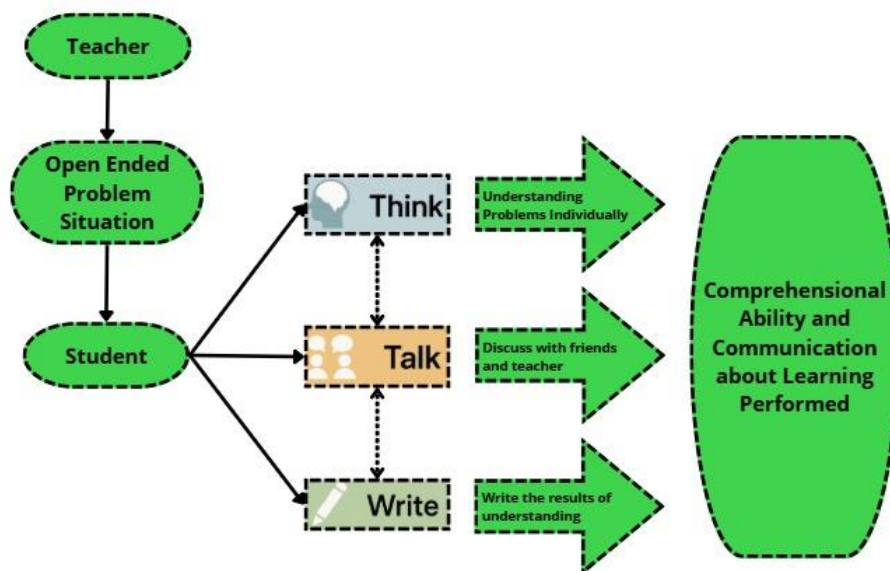 Teacher
Open Ended
Problem
Situation
Student
Think
Talk
Write
Understanding
Problems Individually
Discuss with friends
and teacher
Write the results of
understanding
Comprehensional
Ability and
Communication
about Learning
Performed